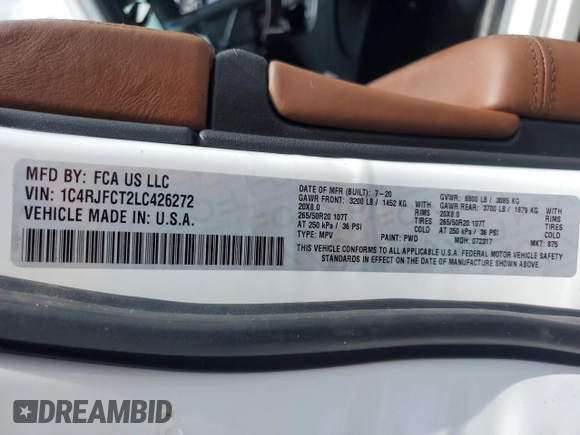 MFD BY: FCA US LLC
VIN: 1C4RJFCT2LC426272
VEHICLE MADE IN: U.S.A.
DATE OF MFR (BUILT): 7-20
GAWR FRONT: 3200 LB / 1452 KG WITH
20X8.0 RIMS
265/50R20 107T TIRES
AT 250 kPa / 36 PSI COLD
TYPE: MPV PAINT: PWD
GVWR: 6800 LB / 3085 KG
GAWR REAR: 3700 LB / 1679 KG WITH
20X8.0 RIMS
265/50R20 107T TIRES
AT 250 kPa / 36 PSI COLD
MDH: 072317 MKT: 875
THIS VEHICLE CONFORMS TO ALL APPLICABLE U.S.A. FEDERAL MOTOR VEHICLE SAFETY
STANDARDS IN EFFECT ON THE DATE OF MANUFACTURE SHOWN ABOVE.
DREAMBID